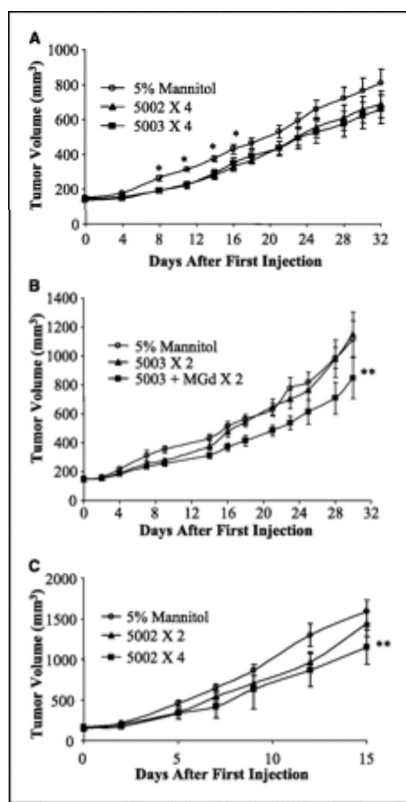 A
1000
800
600
400
200
0
Tumor Volume (mm³)
5% Mannitol
5002 X 4
5003 X 4
* * * * *
0 4 8 12 16 20 24 28 32
Days After First Injection
B
1400
1200
1000
800
600
400
200
0
Tumor Volume (mm³)
5% Mannitol
5003 X 2
5003 + MGd X 2
**
0 4 8 12 16 20 24 28 32
Days After First Injection
C
2000
1500
1000
500
0
Tumor Volume (mm³)
5% Mannitol
5002 X 2
5002 X 4
**
0 5 10 15
Days After First Injection